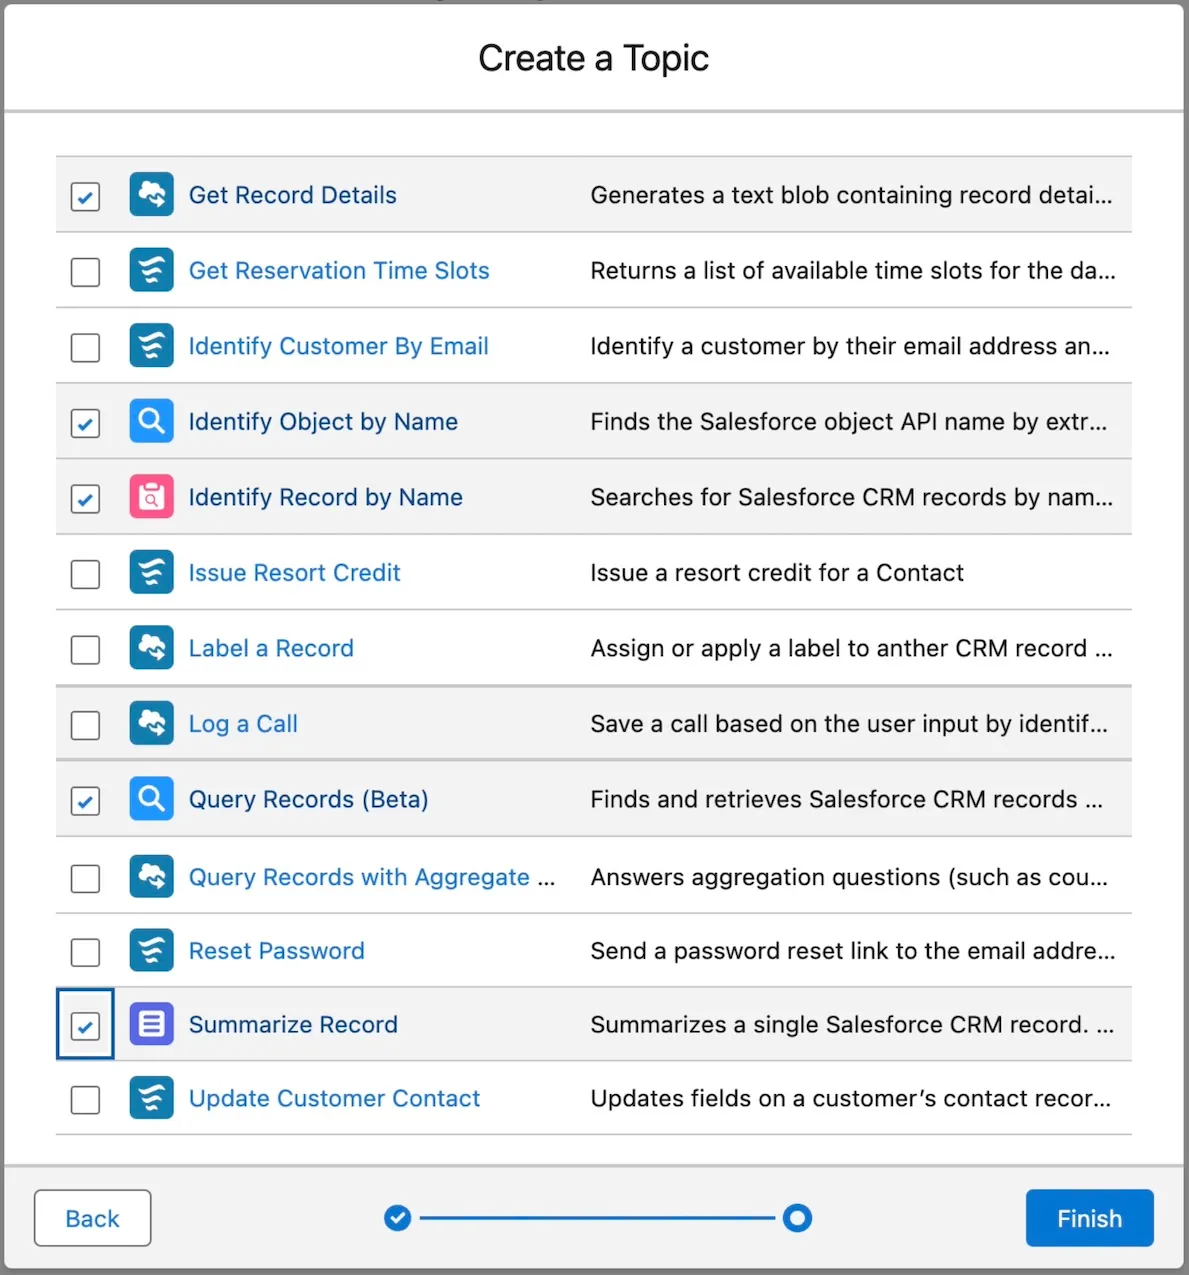 Create a Topic
Get Record Details Generates a text blob containing record detai...
Get Reservation Time Slots Returns a list of available time slots for the da...
Identify Customer By Email Identify a customer by their email address an...
Identify Object by Name Finds the Salesforce object API name by extr...
Identify Record by Name Searches for Salesforce CRM records by nam...
Issue Resort Credit Issue a resort credit for a Contact
Label a Record Assign or apply a label to anther CRM record ...
Log a Call Save a call based on the user input by identif...
Query Records (Beta) Finds and retrieves Salesforce CRM records ...
Query Records with Aggregate ... Answers aggregation questions (such as cou...
Reset Password Send a password reset link to the email addre...
Summarize Record Summarizes a single Salesforce CRM record. ...
Update Customer Contact Updates fields on a customer’s contact recor...
Back Finish